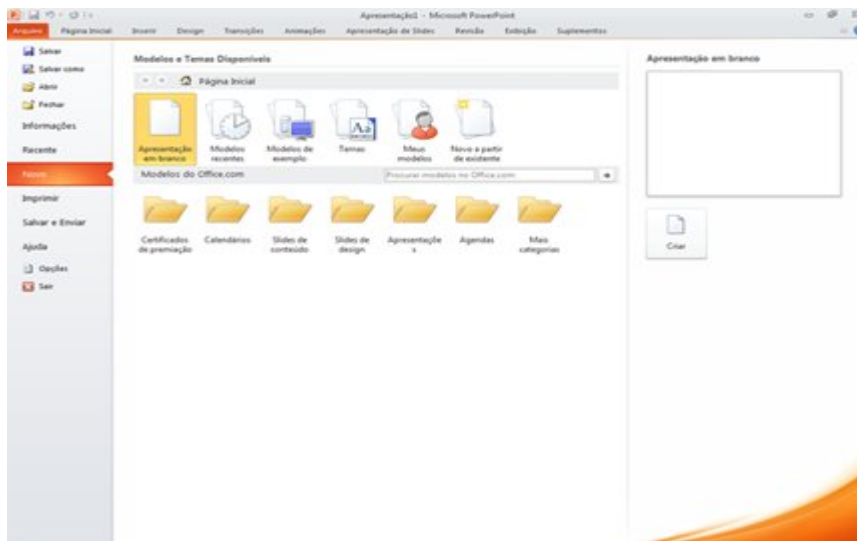 Apresentação1 - Microsoft PowerPoint
Arquivo Página Inicial Inserir Design Transições Animações Apresentação de Slides Revisão Exibição Suplementos
Salvar
Salvar como
Abrir
Fechar
Informações
Recente
Novo
Imprimir
Salvar e Enviar
Ajuda
Opções
Sair
Modelos e Temas Disponíveis
Página Inicial
Apresentação em branco
Modelos recentes
Modelos de exemplo
Temas
Meus modelos
Novo a partir de existente
Modelos do Office.com
Procurar modelos no Office.com
Certificados de premiação
Calendários
Slides de conteúdo
Slides de design
Apresentações
Agendas
Mais categorias
Apresentação em branco
Criar